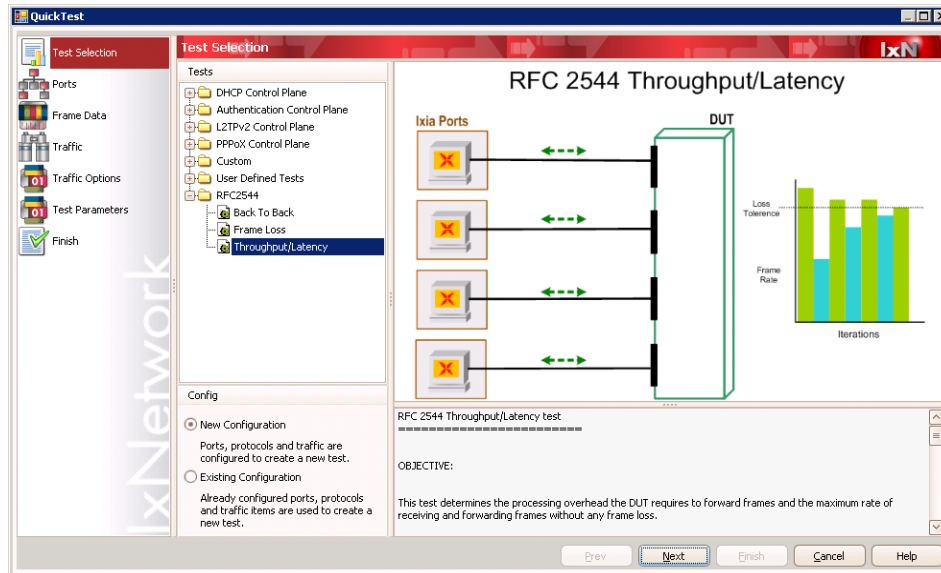 QuickTest
Test Selection
Ports
Frame Data
Traffic
Traffic Options
Test Parameters
Finish
IxNetwork
Test Selection
IxN
Tests
DHCP Control Plane
Authentication Control Plane
L2TPv2 Control Plane
PPPoX Control Plane
Custom
User Defined Tests
RFC2544
Back To Back
Frame Loss
Throughput/Latency
Config
New Configuration
Ports, protocols and traffic are
configured to create a new test.
Existing Configuration
Already configured ports, protocols
and traffic items are used to create a
new test.
RFC 2544 Throughput/Latency
Ixia Ports
DUT
Loss
Tolerence
Frame
Rate
Iterations
RFC 2544 Throughput/Latency test
========================
OBJECTIVE:
This test determines the processing overhead the DUT requires to forward frames and the maximum rate of
receiving and forwarding frames without any frame loss.
Prev
Next
Finish
Cancel
Help